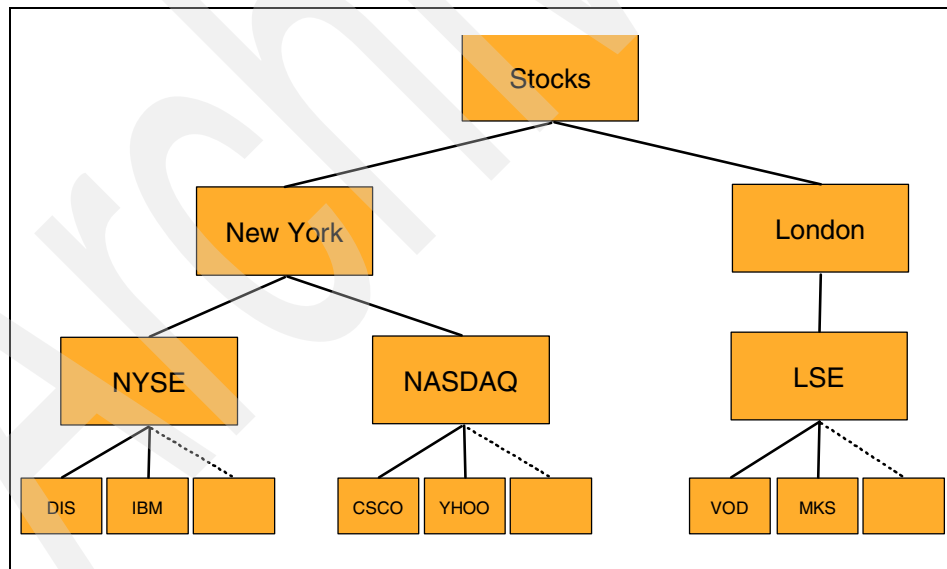 Stocks
New York
London
NYSE
NASDAQ
LSE
DIS
IBM
CSCO
YHOO
VOD
MKS